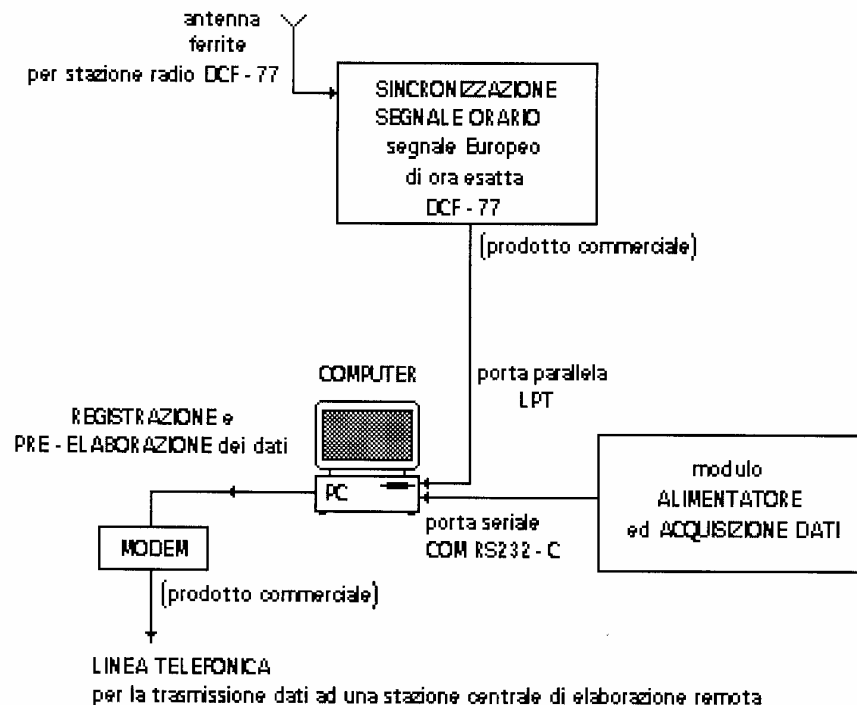 antenna
ferrite
per stazione radio DCF - 77
SINCRONIZZAZIONE
SEGNALE ORARIO
segnale Europeo
di ora esatta
DCF - 77
(prodotto commerciale)
COMPUTER
porta parallela
LPT
REGISTRAZIONE e
PRE - ELABORAZIONE dei dati
PC
modulo
ALIMENTATORE
ed ACQUISIZIONE DATI
porta seriale
COM RS232 - C
MODEM
(prodotto commerciale)
LINEA TELEFONICA
per la trasmissione dati ad una stazione centrale di elaborazione remota